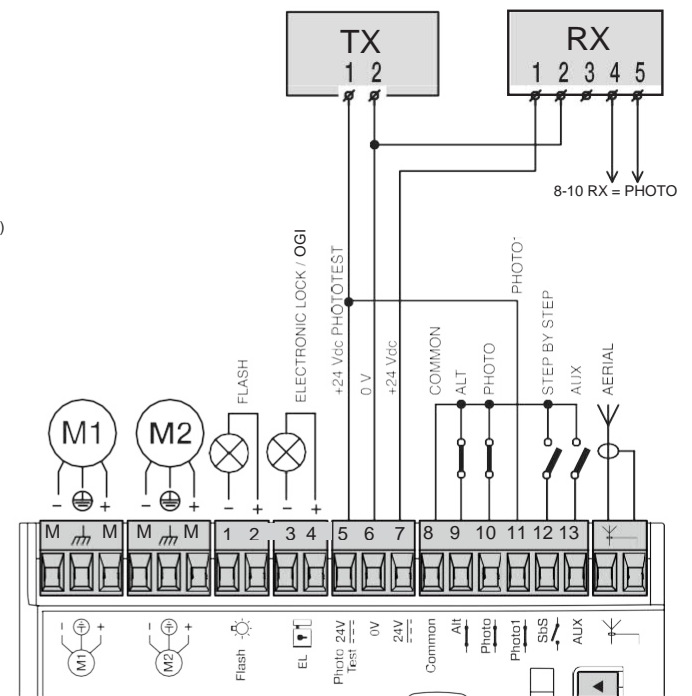 TX
1 2
RX
1 2 3 4 5
8-10 RX = PHOTO
)
FLASH
ELECTRONIC LOCK / OGI
+24 Vdc PHOTOTEST
0 V
+24 Vdc
COMMON
ALT
PHOTO
PHOTO
STEP BY STEP
AUX
AERIAL
M1
M2
- +
- +
- +
- +
M M M M 1 2 3 4 5 6 7 8 9 10 11 12 13
- +
M1
- +
M2
Flash
EL
Photo 24V
Test
0V
24V
Common
Alt
Photo
Photo1
SbS
AUX